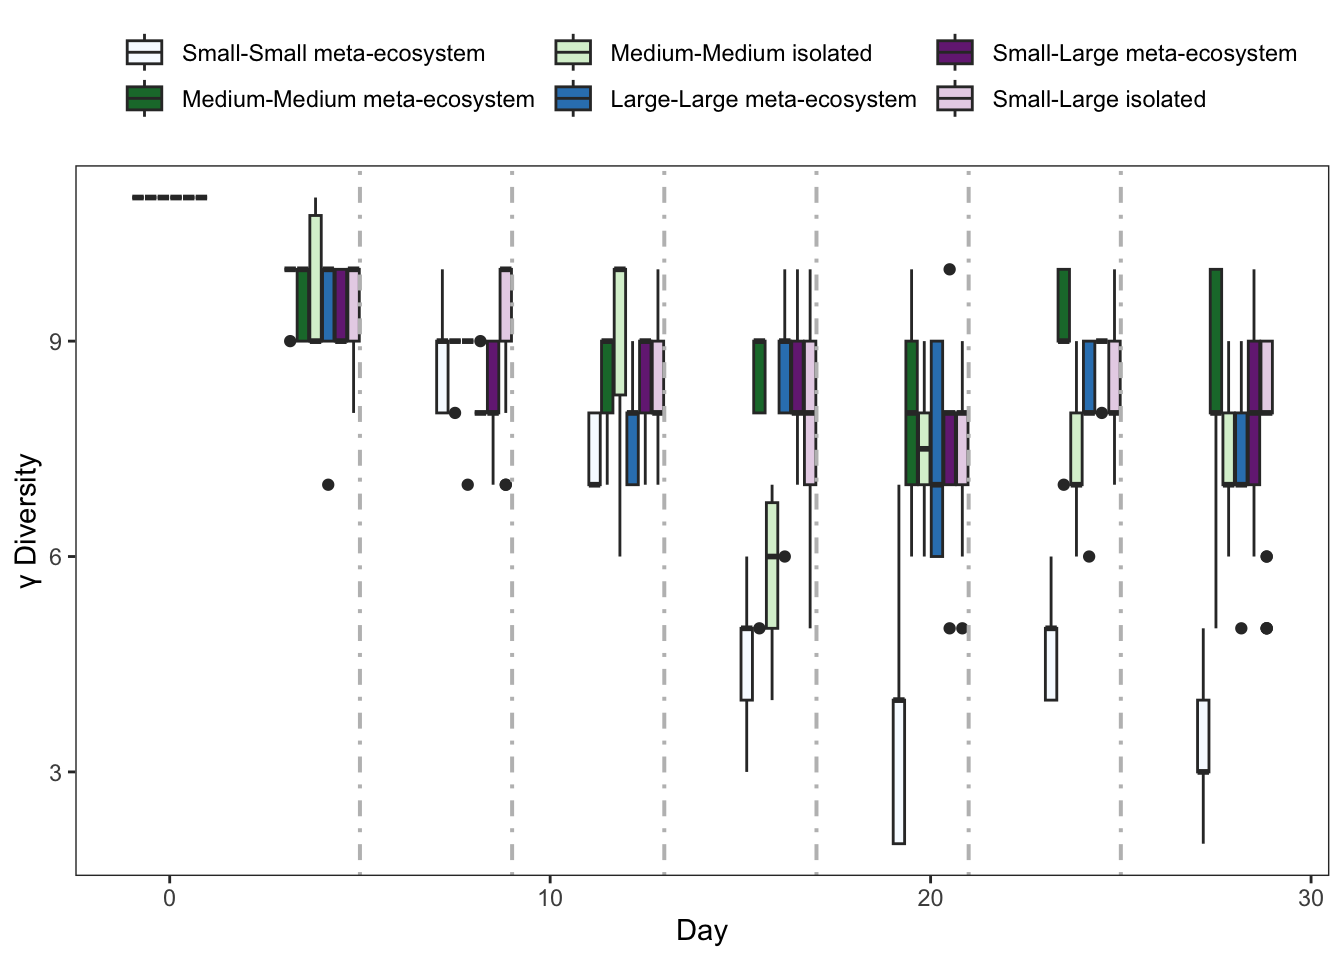 Small-Small meta-ecosystem Medium-Medium isolated Small-Large meta-ecosystem
Medium-Medium meta-ecosystem Large-Large meta-ecosystem Small-Large isolated
9
6
3
γ Diversity
0 10 20 30
Day